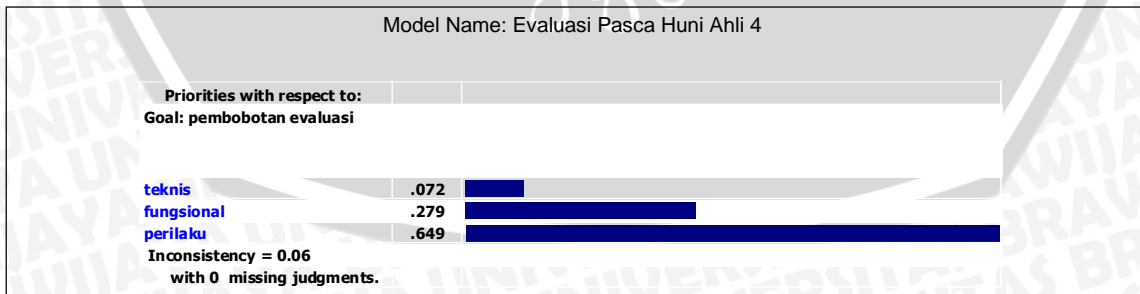 Model Name: Evaluasi Pasca Huni Ahli 4
Priorities with respect to:
Goal: pembobotan evaluasi
teknis .072
fungsional .279
perilaku .649
Inconsistency = 0.06
with 0 missing judgments.